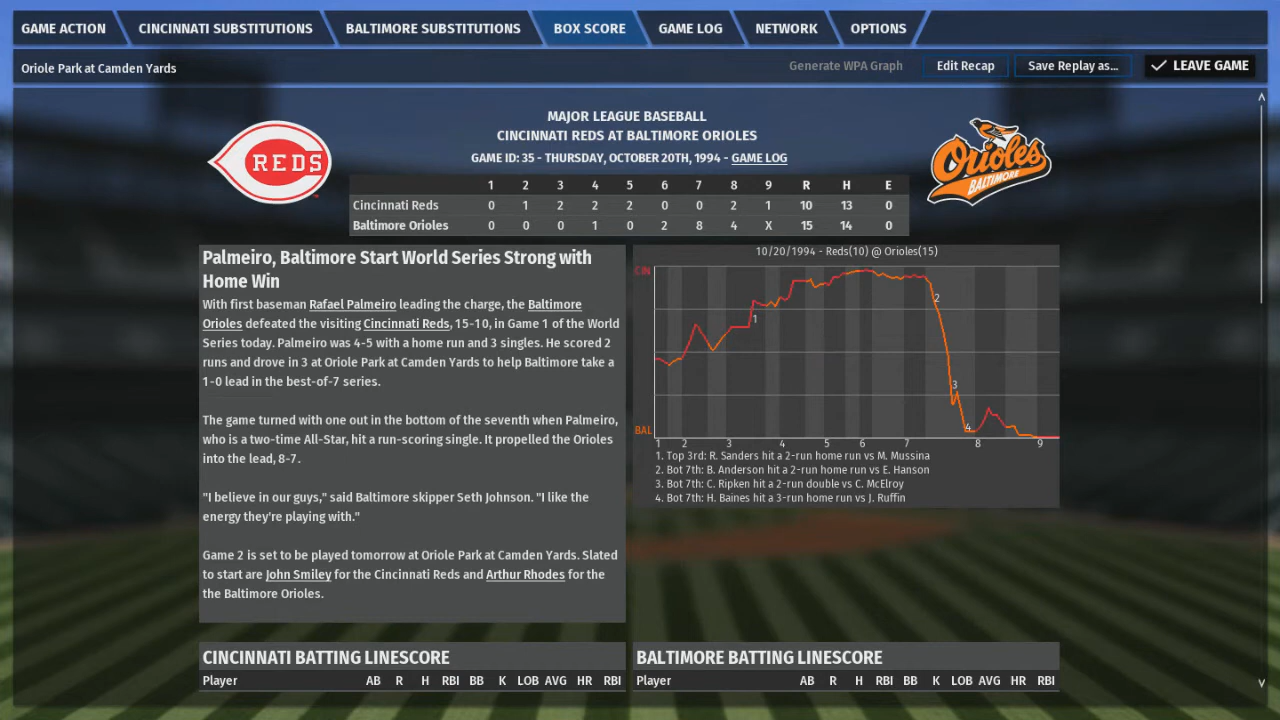 GAME ACTION CINCINNATI SUBSTITUTIONS BALTIMORE SUBSTITUTIONS BOX SCORE GAME LOG NETWORK OPTIONS
Oriole Park at Camden Yards Generate WPA Graph Edit Recap Save Replay as... LEAVE GAME
MAJOR LEAGUE BASEBALL
CINCINNATI REDS AT BALTIMORE ORIOLES
GAME ID: 35 - THURSDAY, OCTOBER 20TH, 1994 - GAME LOG
REDS
Orioles
BALTIMORE
1 2 3 4 5 6 7 8 9 R H E
Cincinnati Reds 0 1 2 2 2 0 0 2 1 10 13 0
Baltimore Orioles 0 0 0 1 0 2 8 4 X 15 14 0
Palmeiro, Baltimore Start World Series Strong with
Home Win
With first baseman Rafael Palmeiro leading the charge, the Baltimore
Orioles defeated the visiting Cincinnati Reds, 15-10, in Game 1 of the World
Series today. Palmeiro was 4-5 with a home run and 3 singles. He scored 2
runs and drove in 3 at Oriole Park at Camden Yards to help Baltimore take a
1-0 lead in the best-of-7 series.
The game turned with one out in the bottom of the seventh when Palmeiro,
who is a two-time All-Star, hit a run-scoring single. It propelled the Orioles
into the lead, 8-7.
"I believe in our guys," said Baltimore skipper Seth Johnson. "I like the
energy they're playing with."
Game 2 is set to be played tomorrow at Oriole Park at Camden Yards. Slated
to start are John Smiley for the Cincinnati Reds and Arthur Rhodes for the
the Baltimore Orioles.
10/20/1994 - Reds(10) @ Orioles(15)
CIN
1
2
3
4
BAL
1 2 3 4 5 6 7 8 9
1. Top 3rd: R. Sanders hit a 2-run home run vs M. Mussina
2. Bot 7th: B. Anderson hit a 2-run home run vs E. Hanson
3. Bot 7th: C. Ripken hit a 2-run double vs C. McElroy
4. Bot 7th: H. Baines hit a 3-run home run vs J. Ruffin
CINCINNATI BATTING LINESCORE
Player AB R H RBI BB K LOB AVG HR RBI
BALTIMORE BATTING LINESCORE
Player AB R H RBI BB K LOB AVG HR RBI